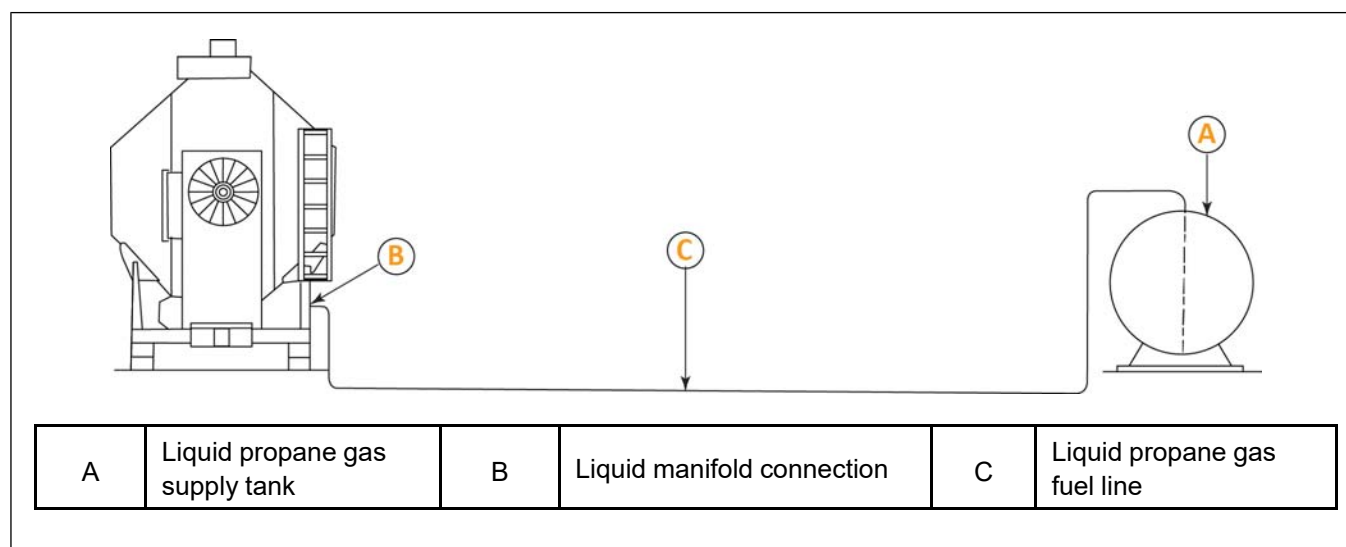 A
B
C
A
Liquid propane gas
supply tank
B
Liquid manifold connection
C
Liquid propane gas
fuel line